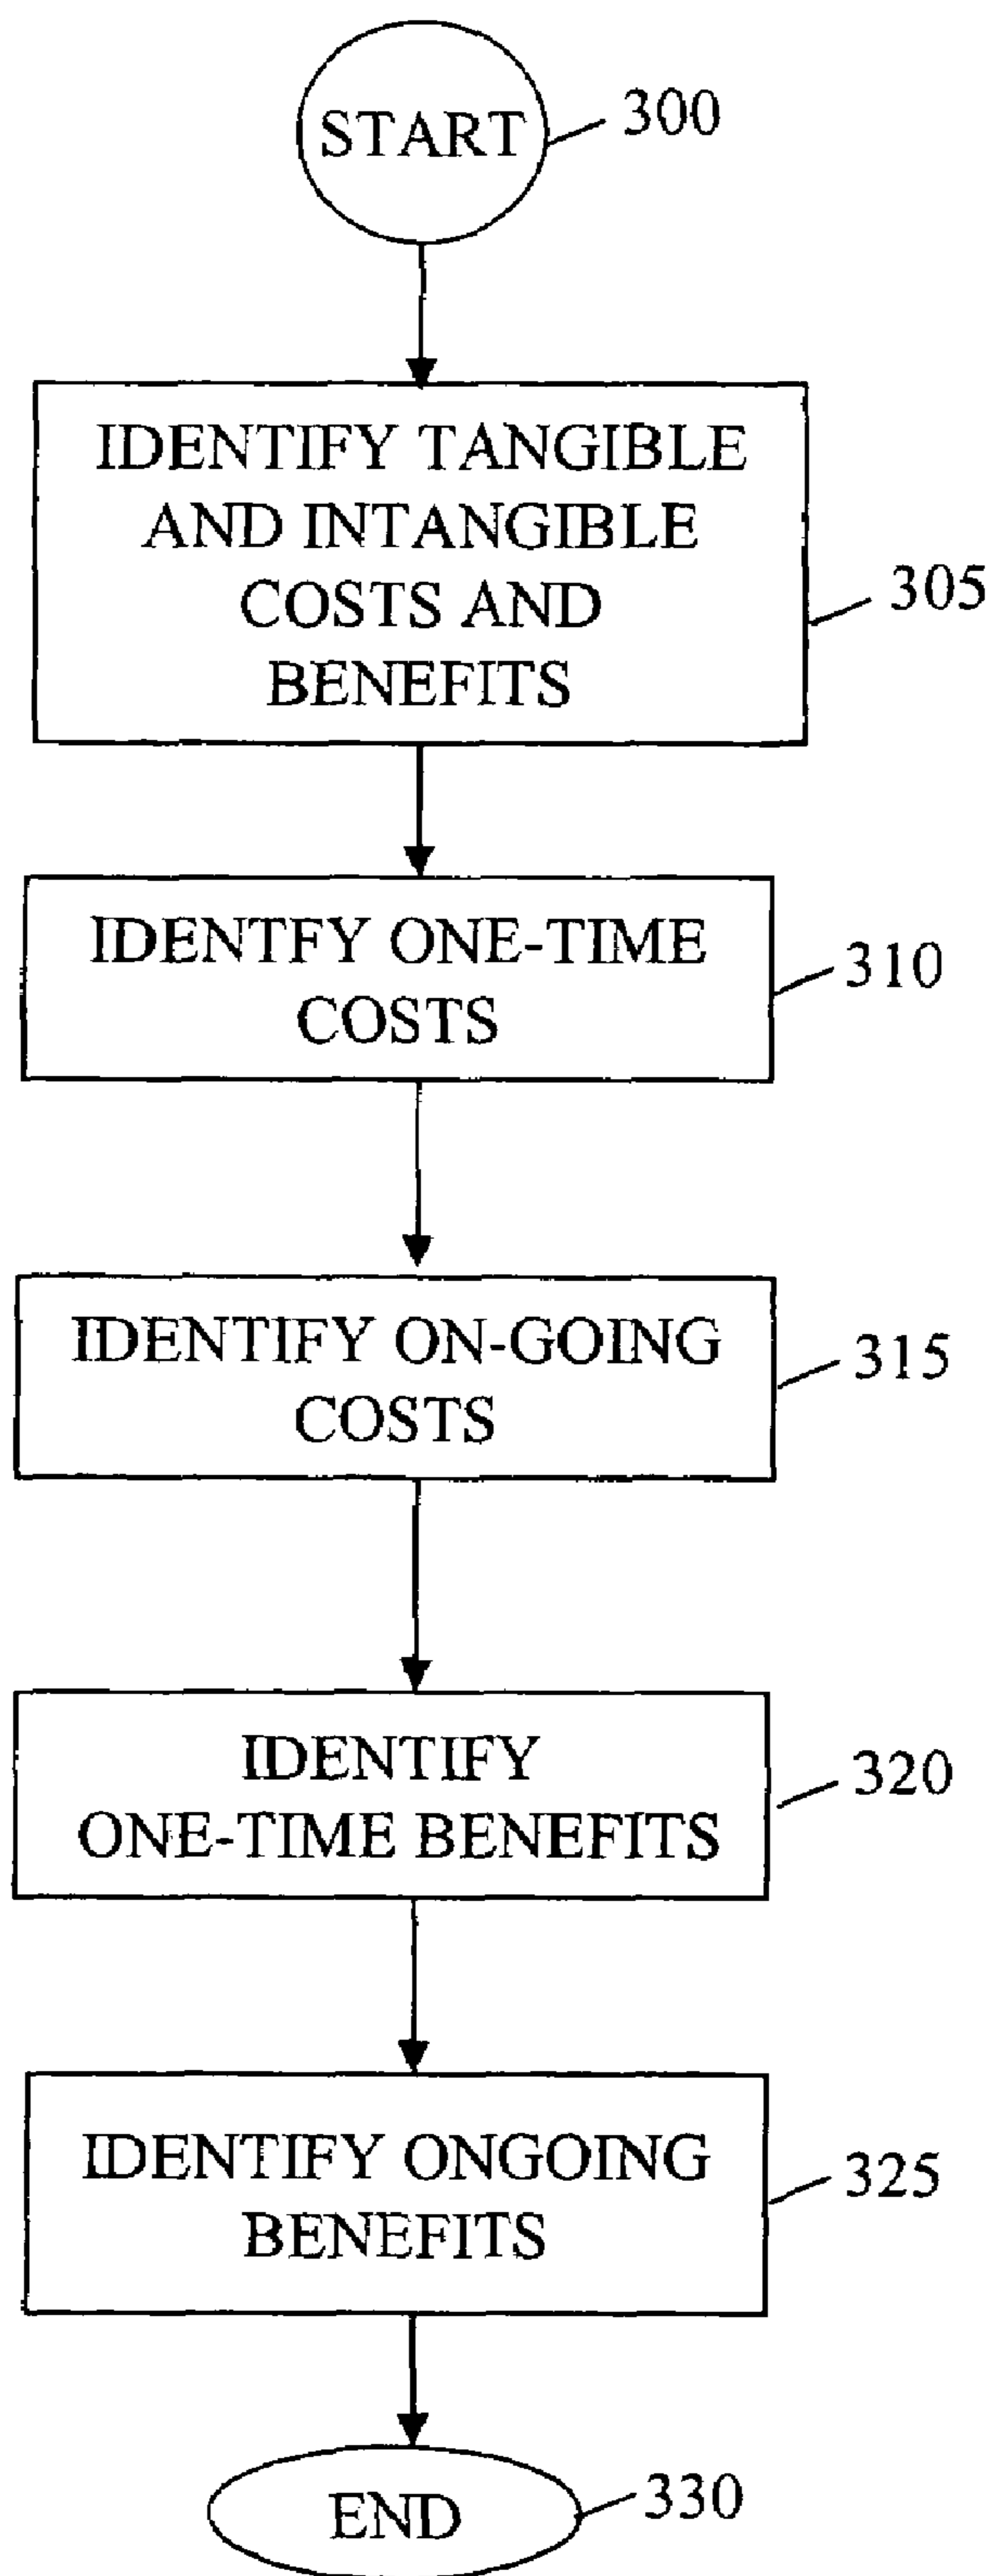 START
300
IDENTIFY TANGIBLE
AND INTANGIBLE
COSTS AND
BENEFITS
305
IDENTFY ONE-TIME
COSTS
310
IDENTIFY ON-GOING
COSTS
315
IDENTIFY
ONE-TIME BENEFITS
320
IDENTIFY ONGOING
BENEFITS
325
END
330